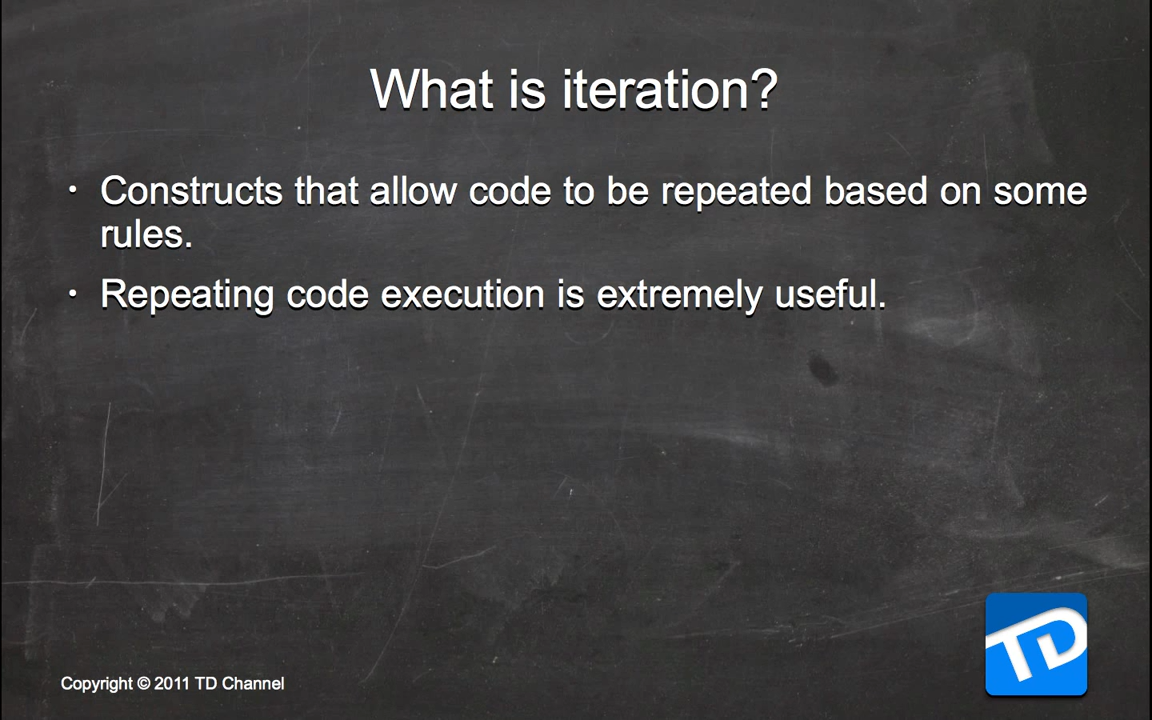 What is iteration?
• Constructs that allow code to be repeated based on some
rules.
• Repeating code execution is extremely useful.
TD
Copyright © 2011 TD Channel